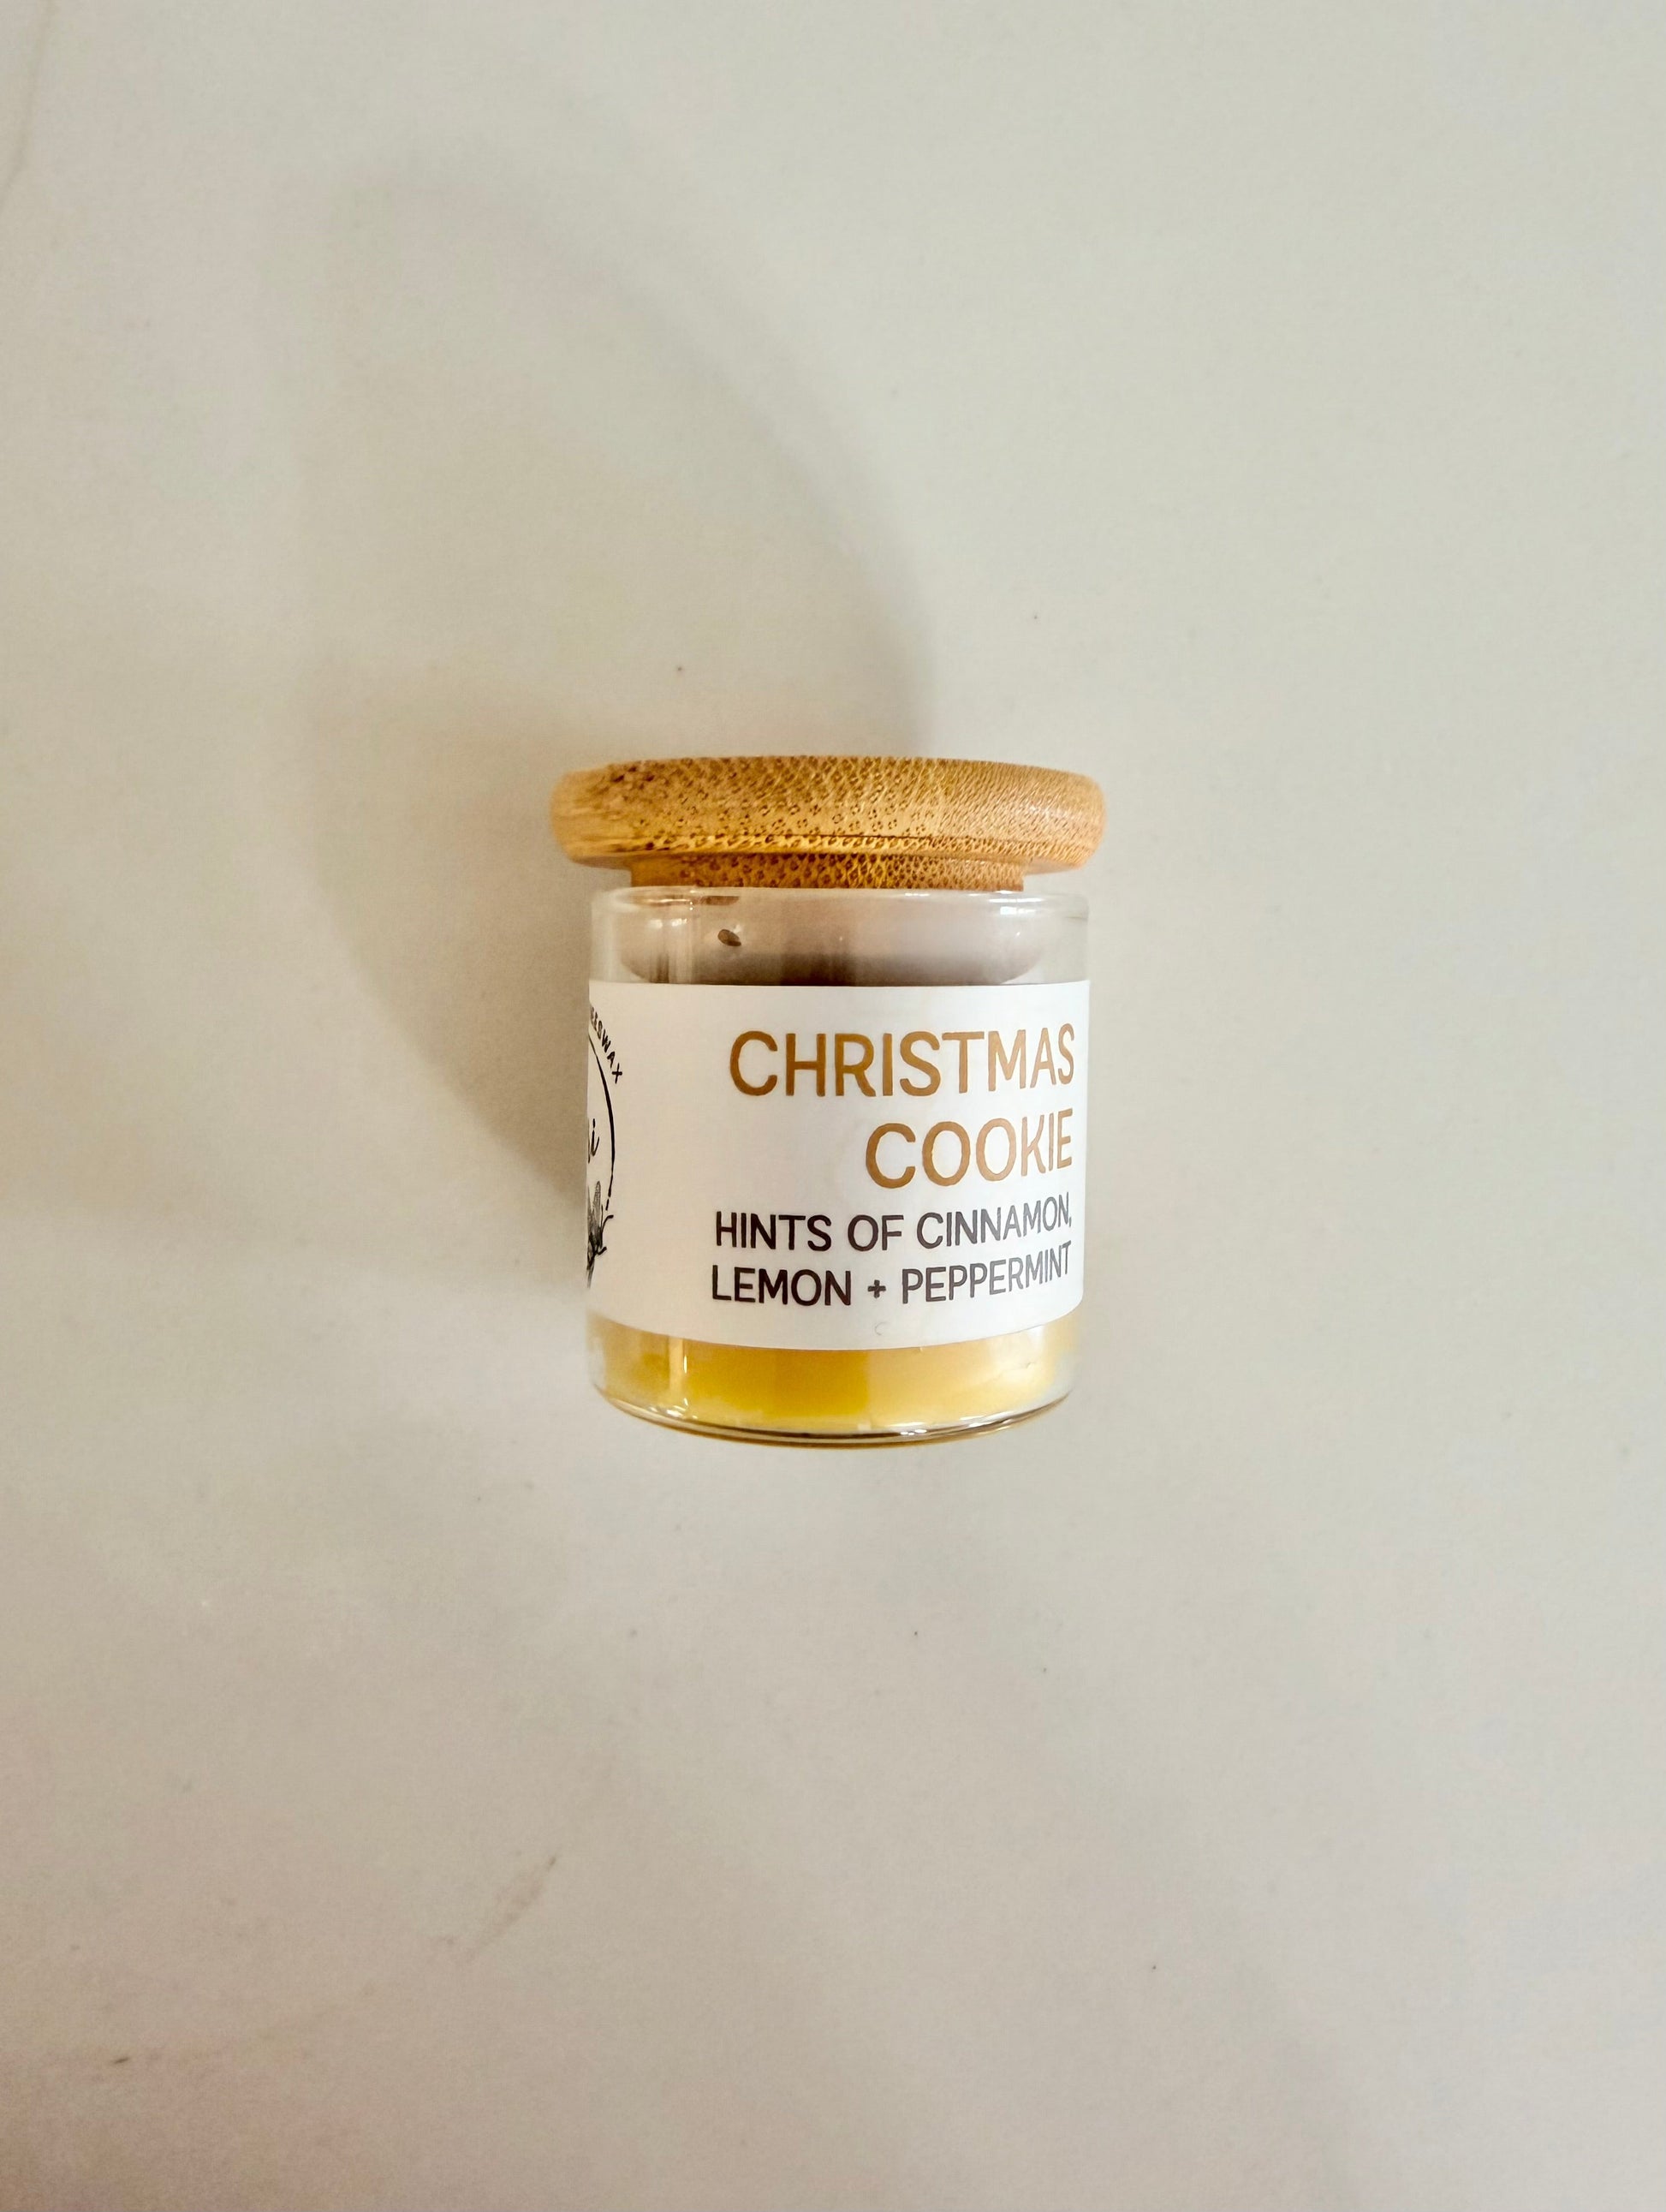 CHRISTMAS
COOKIE
HINTS OF CINNAMON,
LEMON + PEPPERMINT